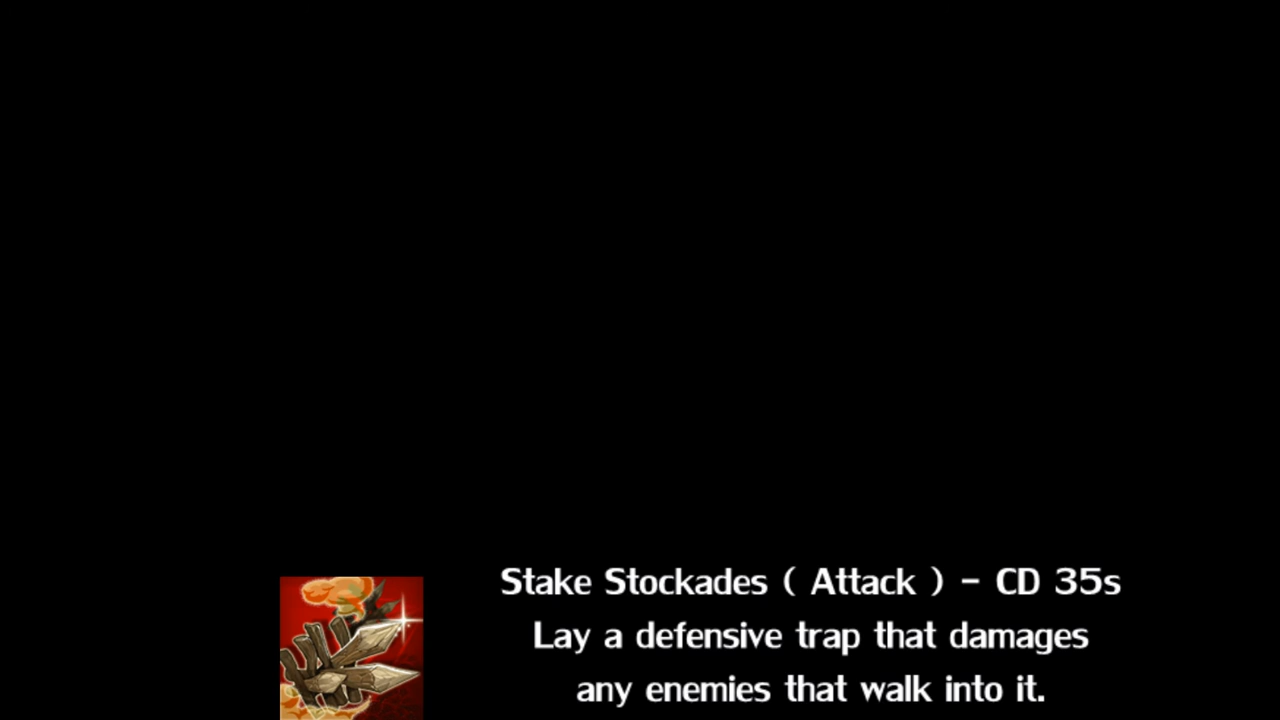 Stake Stockades ( Attack ) - CD 35s
Lay a defensive trap that damages
any enemies that walk into it.